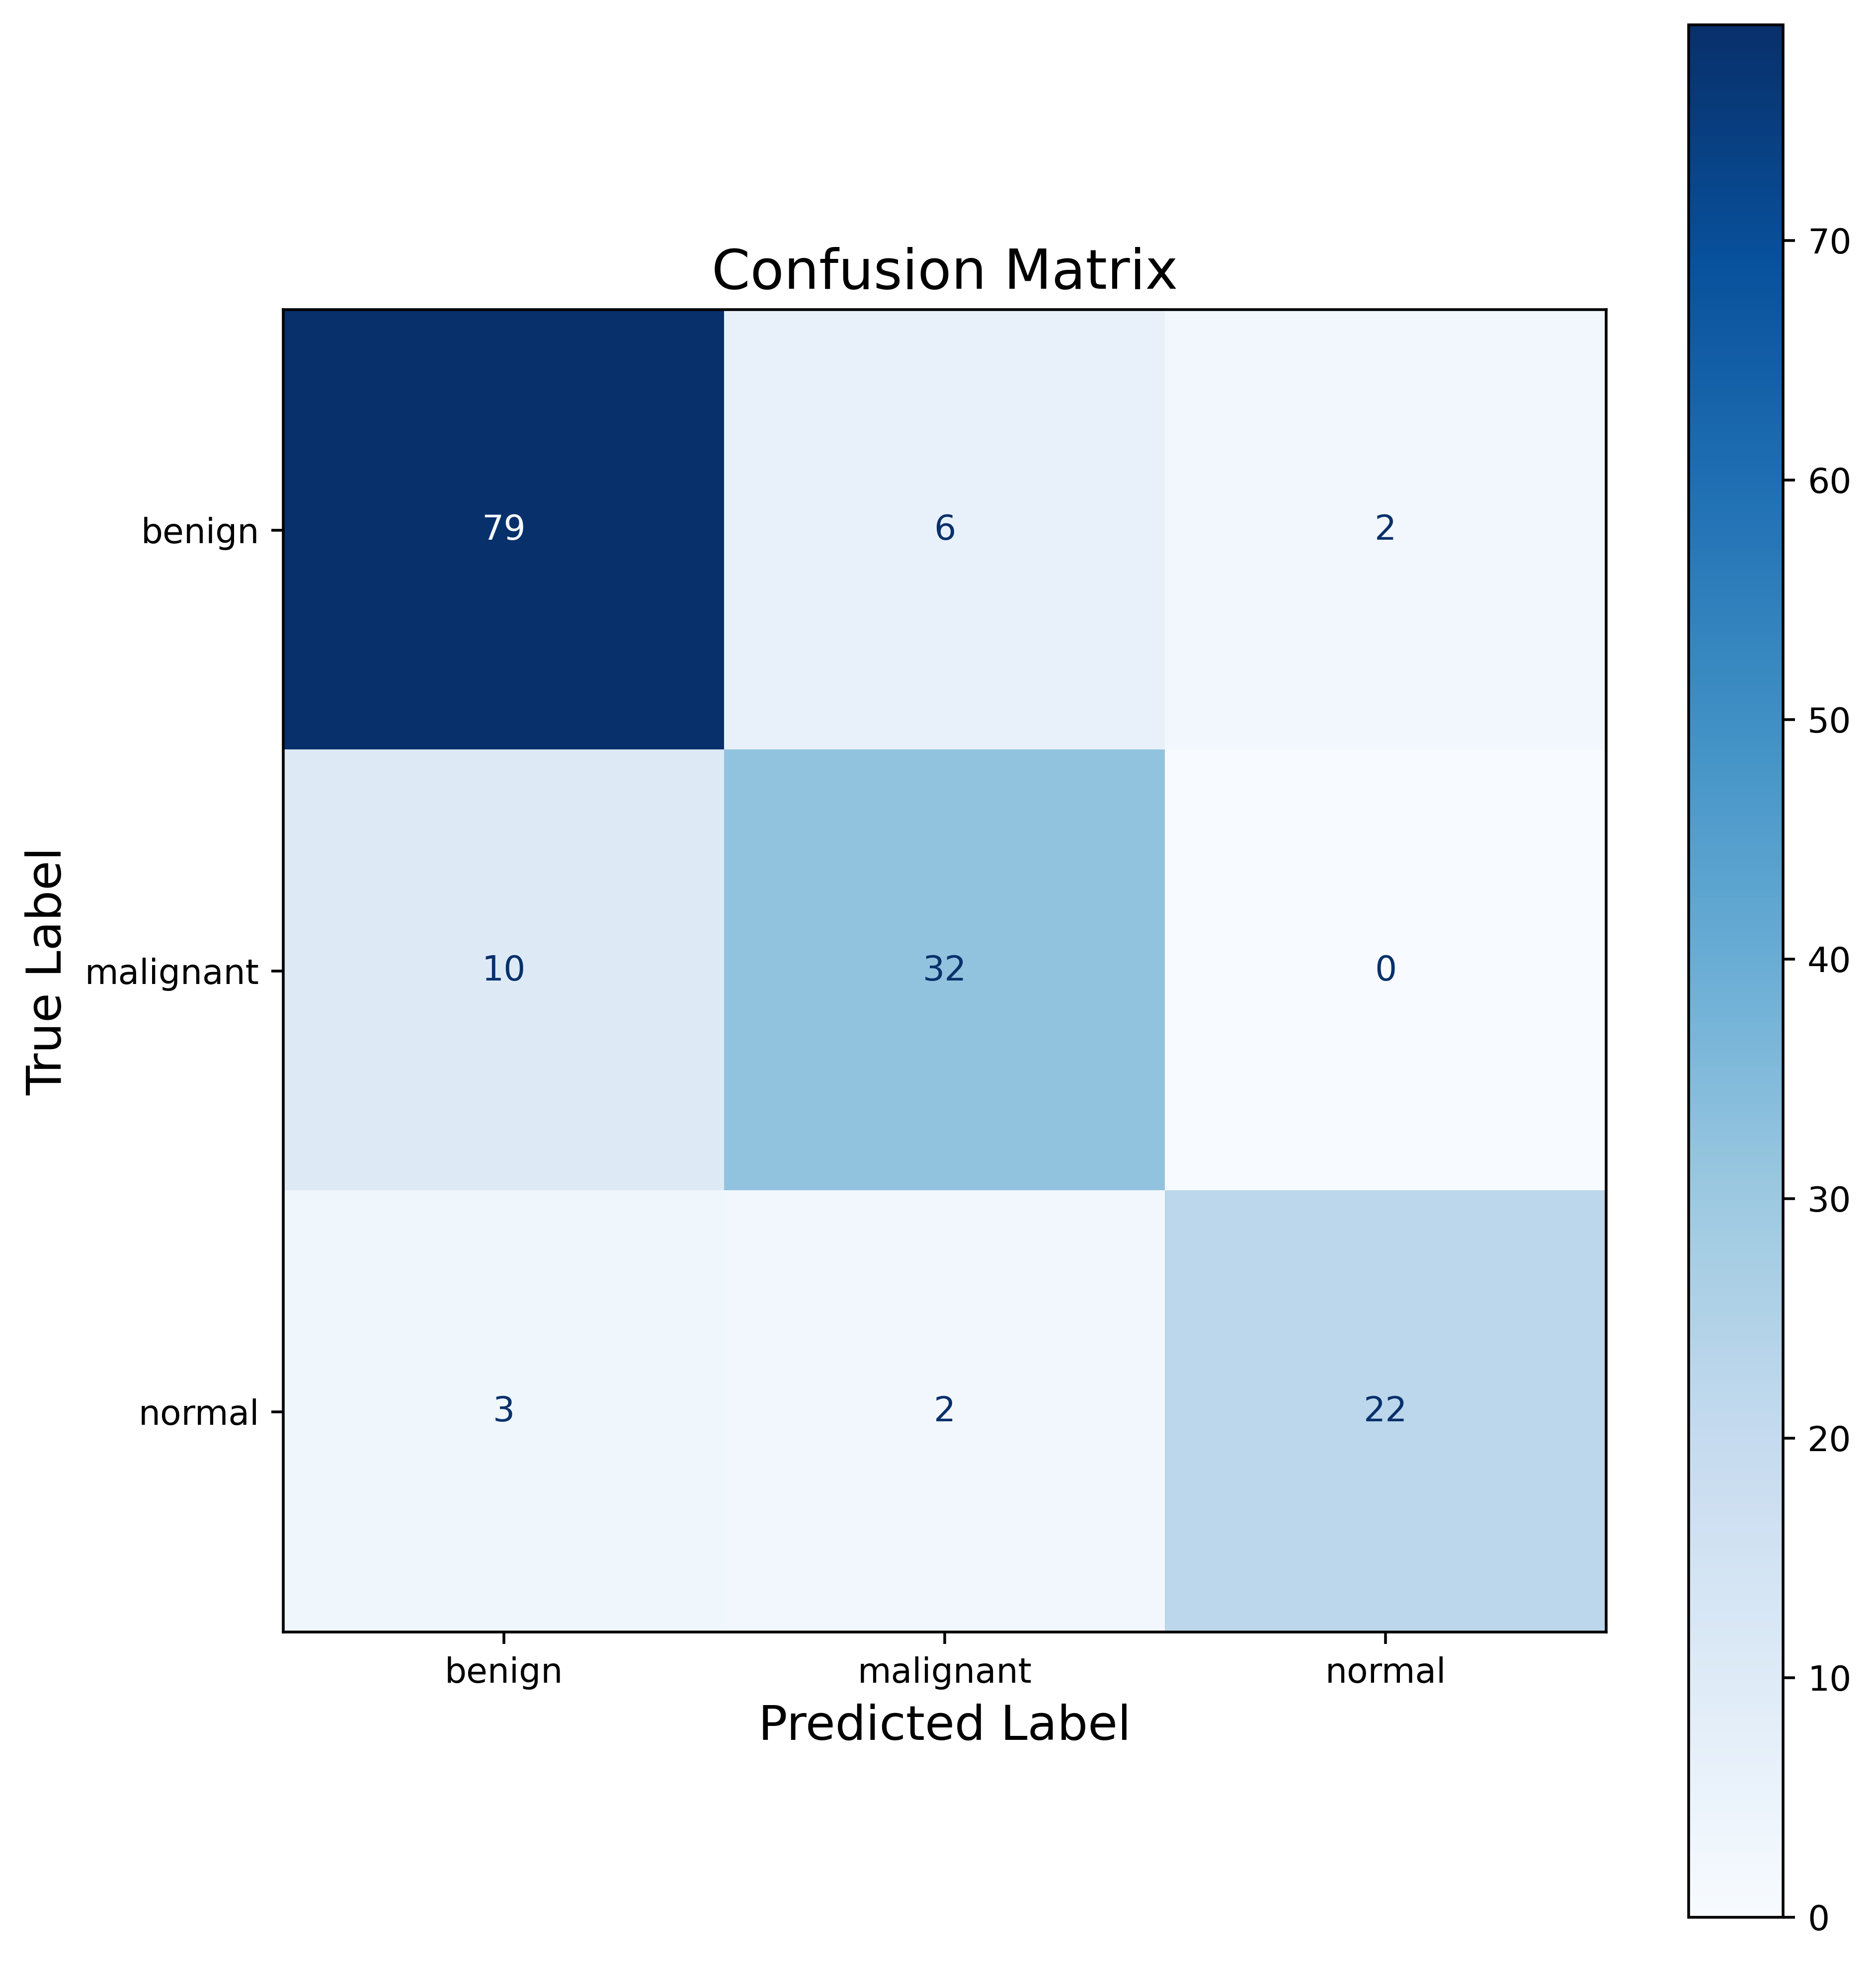 Confusion Matrix
True Label
benign 79 6 2
malignant 10 32 0
normal 3 2 22
benign malignant normal
Predicted Label
70
60
50
40
30
20
10
0